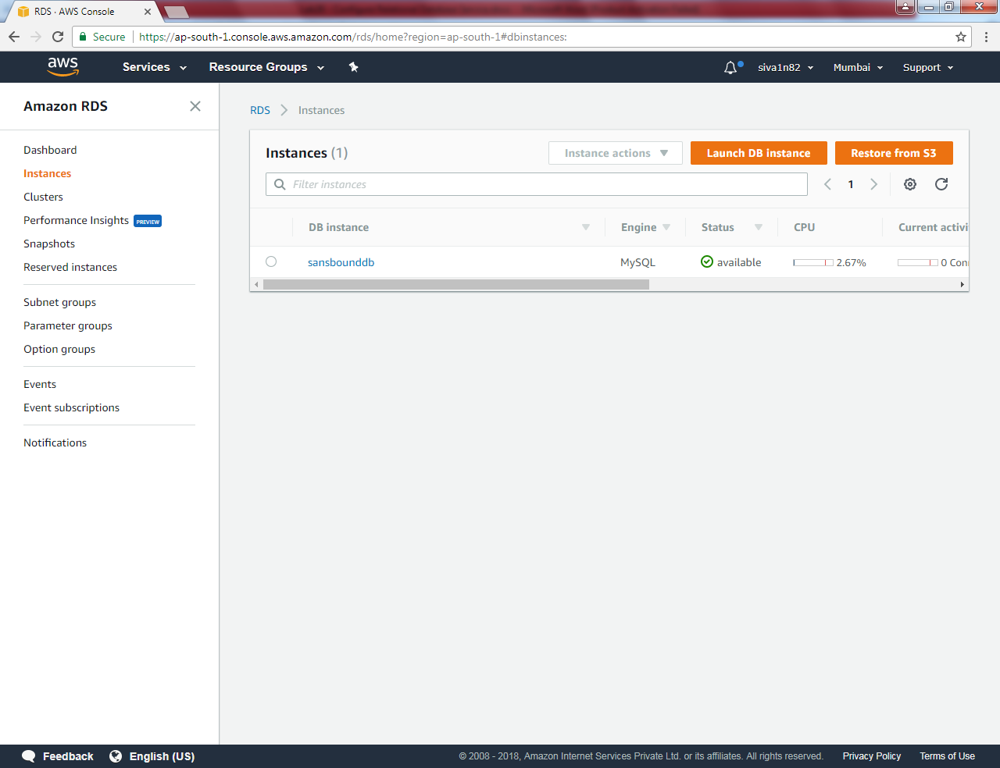 RDS · AWS Console
Secure https://ap-south-1.console.aws.amazon.com/rds/home?region=ap-south-1#dbinstances:
aws Services Resource Groups siva1n82 Mumbai Support
Amazon RDS
Dashboard
Instances
Clusters
Performance Insights PREVIEW
Snapshots
Reserved instances
Subnet groups
Parameter groups
Option groups
Events
Event subscriptions
Notifications
RDS Instances
Instances (1) Instance actions Launch DB instance Restore from S3
Filter instances 1
DB instance Engine Status CPU Current activi
sansbounddb MySQL available 2.67% 0 Con
Feedback English (US) © 2008 - 2018, Amazon Internet Services Private Ltd. or its affiliates. All rights reserved. Privacy Policy Terms of Use